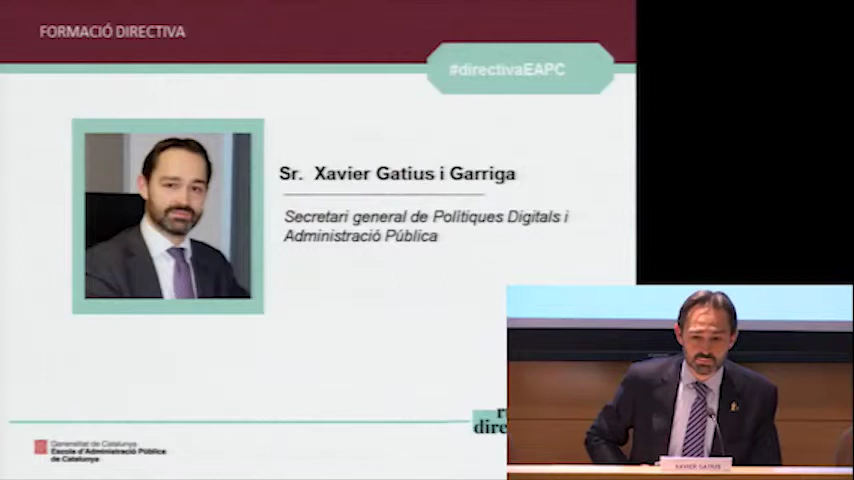 FORMACIÓ DIRECTIVA
#directivaEAPC
Sr. Xavier Gatius i Garriga
Secretari general de Polítiques Digitals i
Administració Pública
Generalitat de Catalunya
Escola d'Administració Pública
de Catalunya
r
dire
XAVIER GATIUS